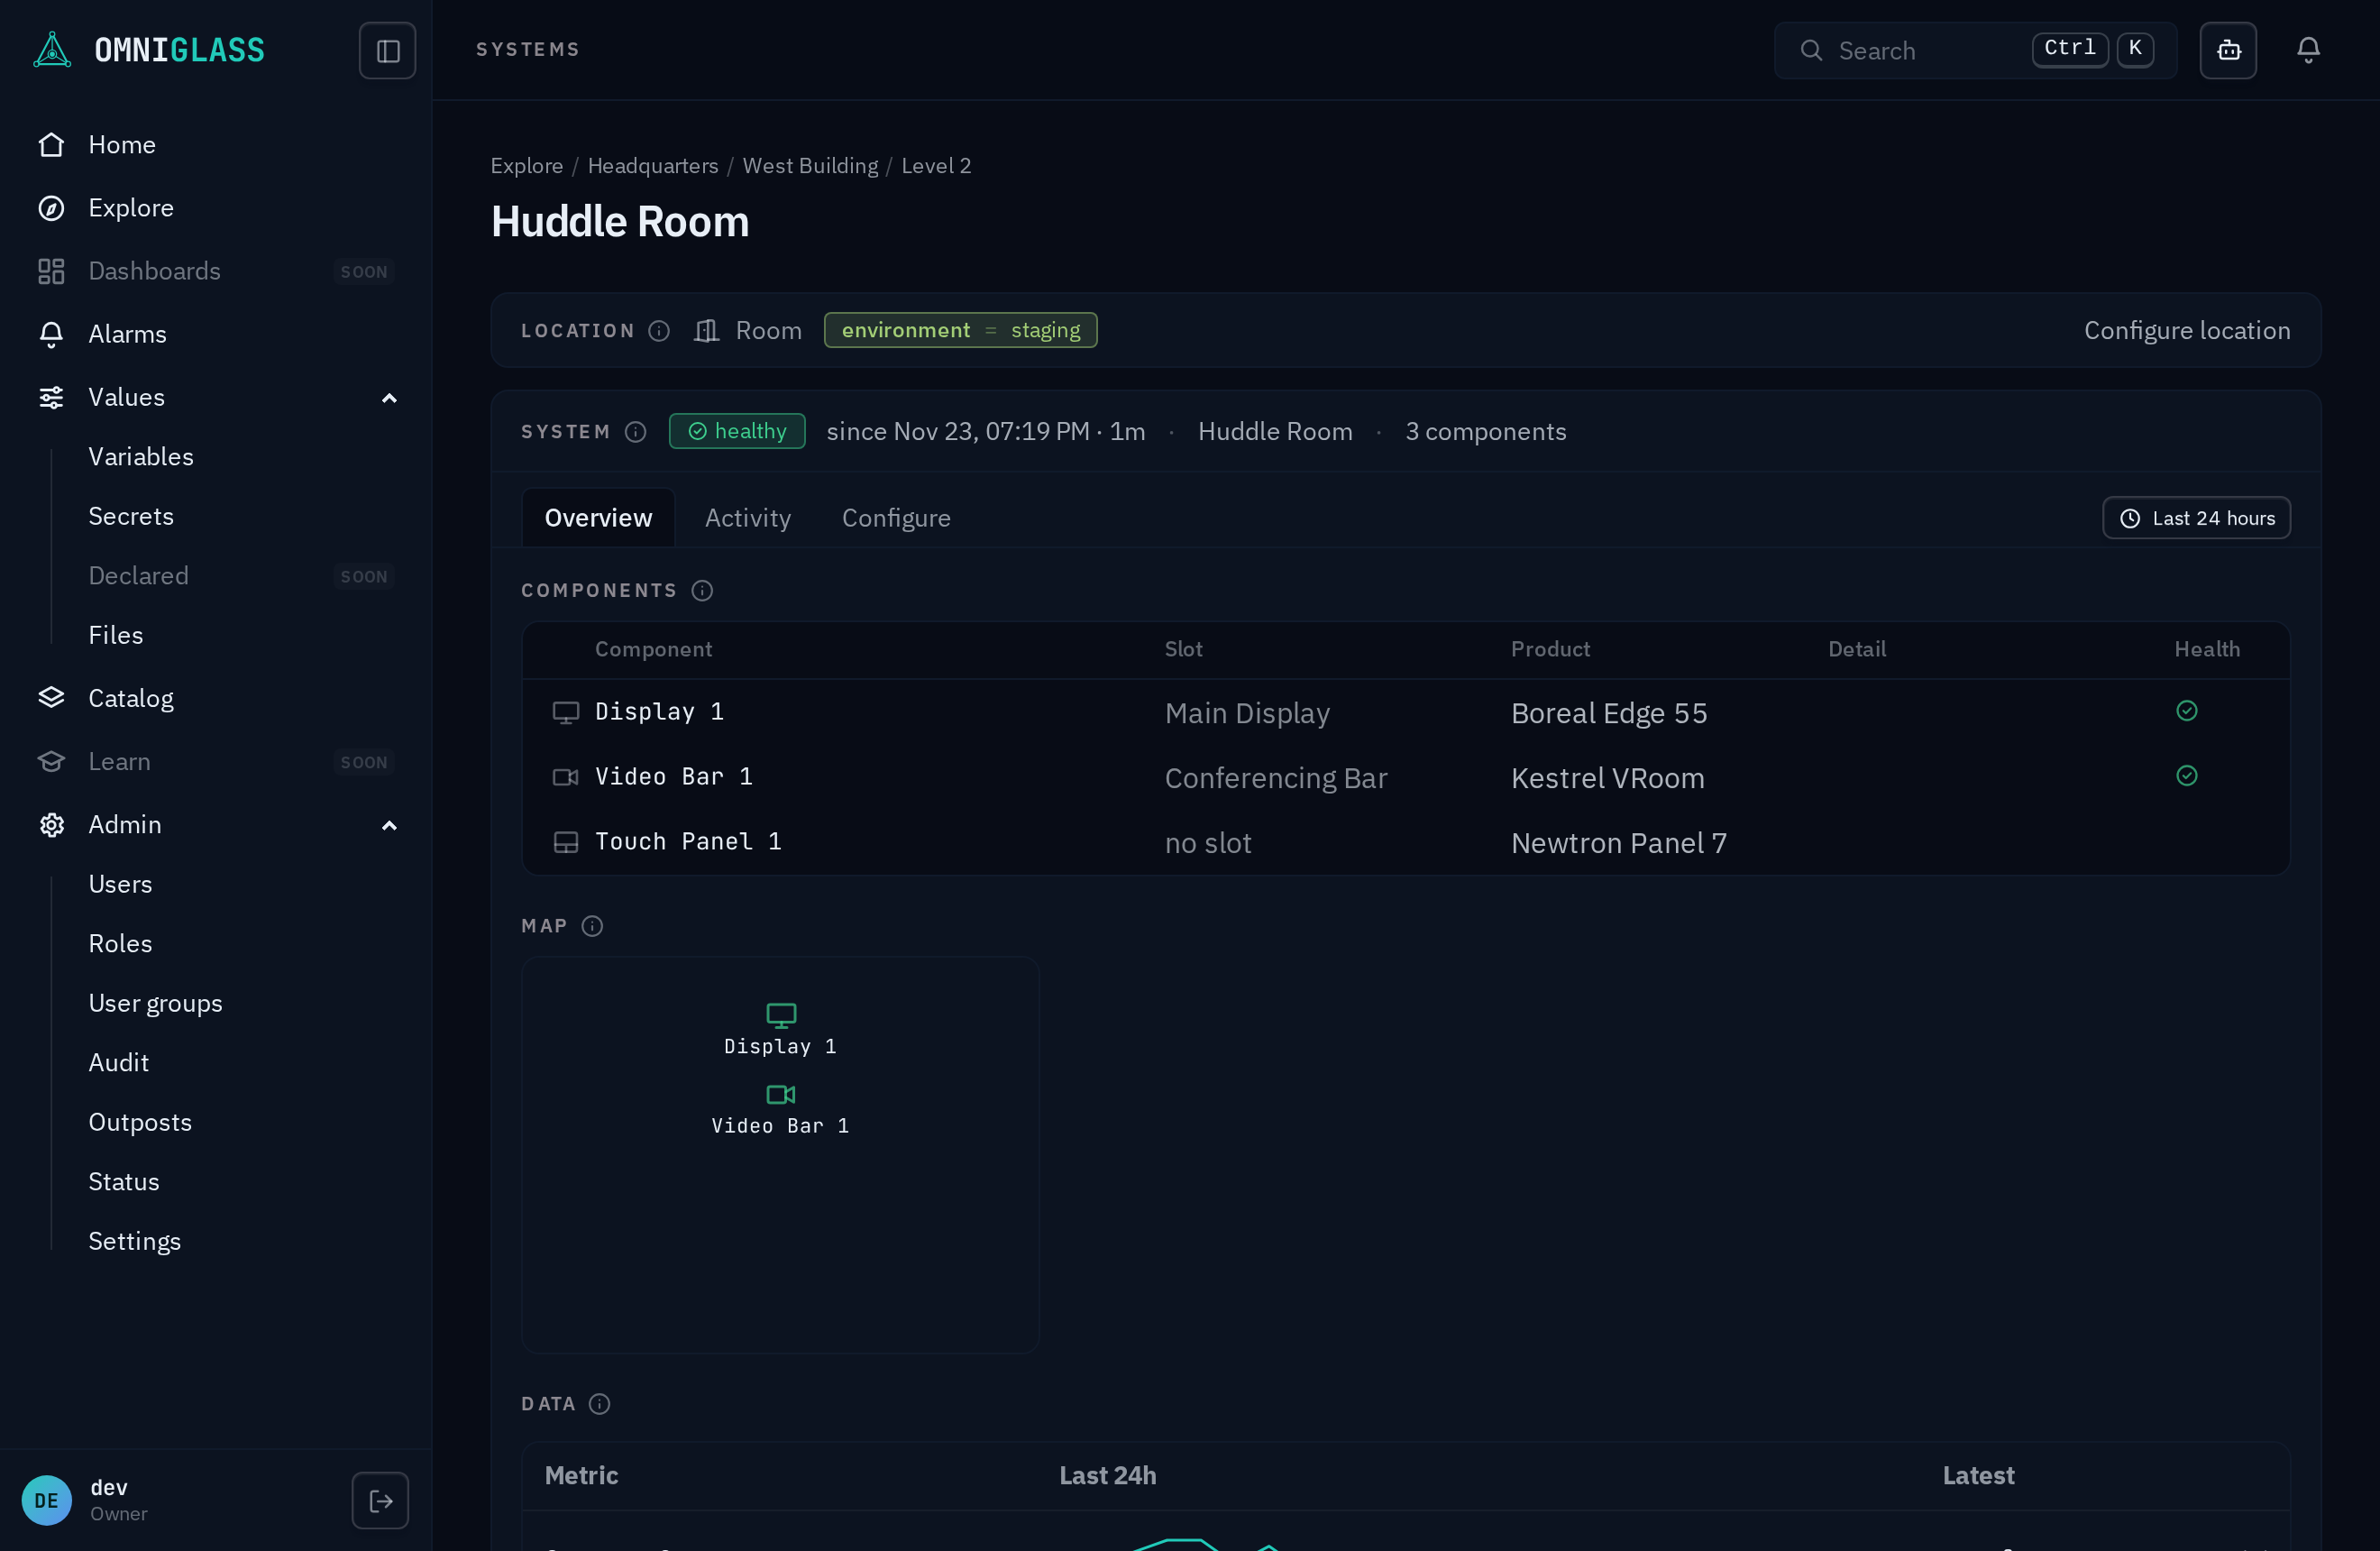 OMNIGLASS
SYSTEMS
Search
Ctrl K
Home
Explore
Dashboards SOON
Alarms
Values
Variables
Secrets
Declared SOON
Files
Catalog
Learn SOON
Admin
Users
Roles
User groups
Audit
Outposts
Status
Settings
DE
dev
Owner
Explore / Headquarters / West Building / Level 2
Huddle Room
LOCATION Room environment = staging Configure location
SYSTEM healthy since Nov 23, 07:19 PM · 1m · Huddle Room · 3 components
Overview Activity Configure Last 24 hours
COMPONENTS
Component Slot Product Detail Health
Display 1 Main Display Boreal Edge 55
Video Bar 1 Conferencing Bar Kestrel VRoom
Touch Panel 1 no slot Newtron Panel 7
MAP
Display 1
Video Bar 1
DATA
Metric Last 24h Latest